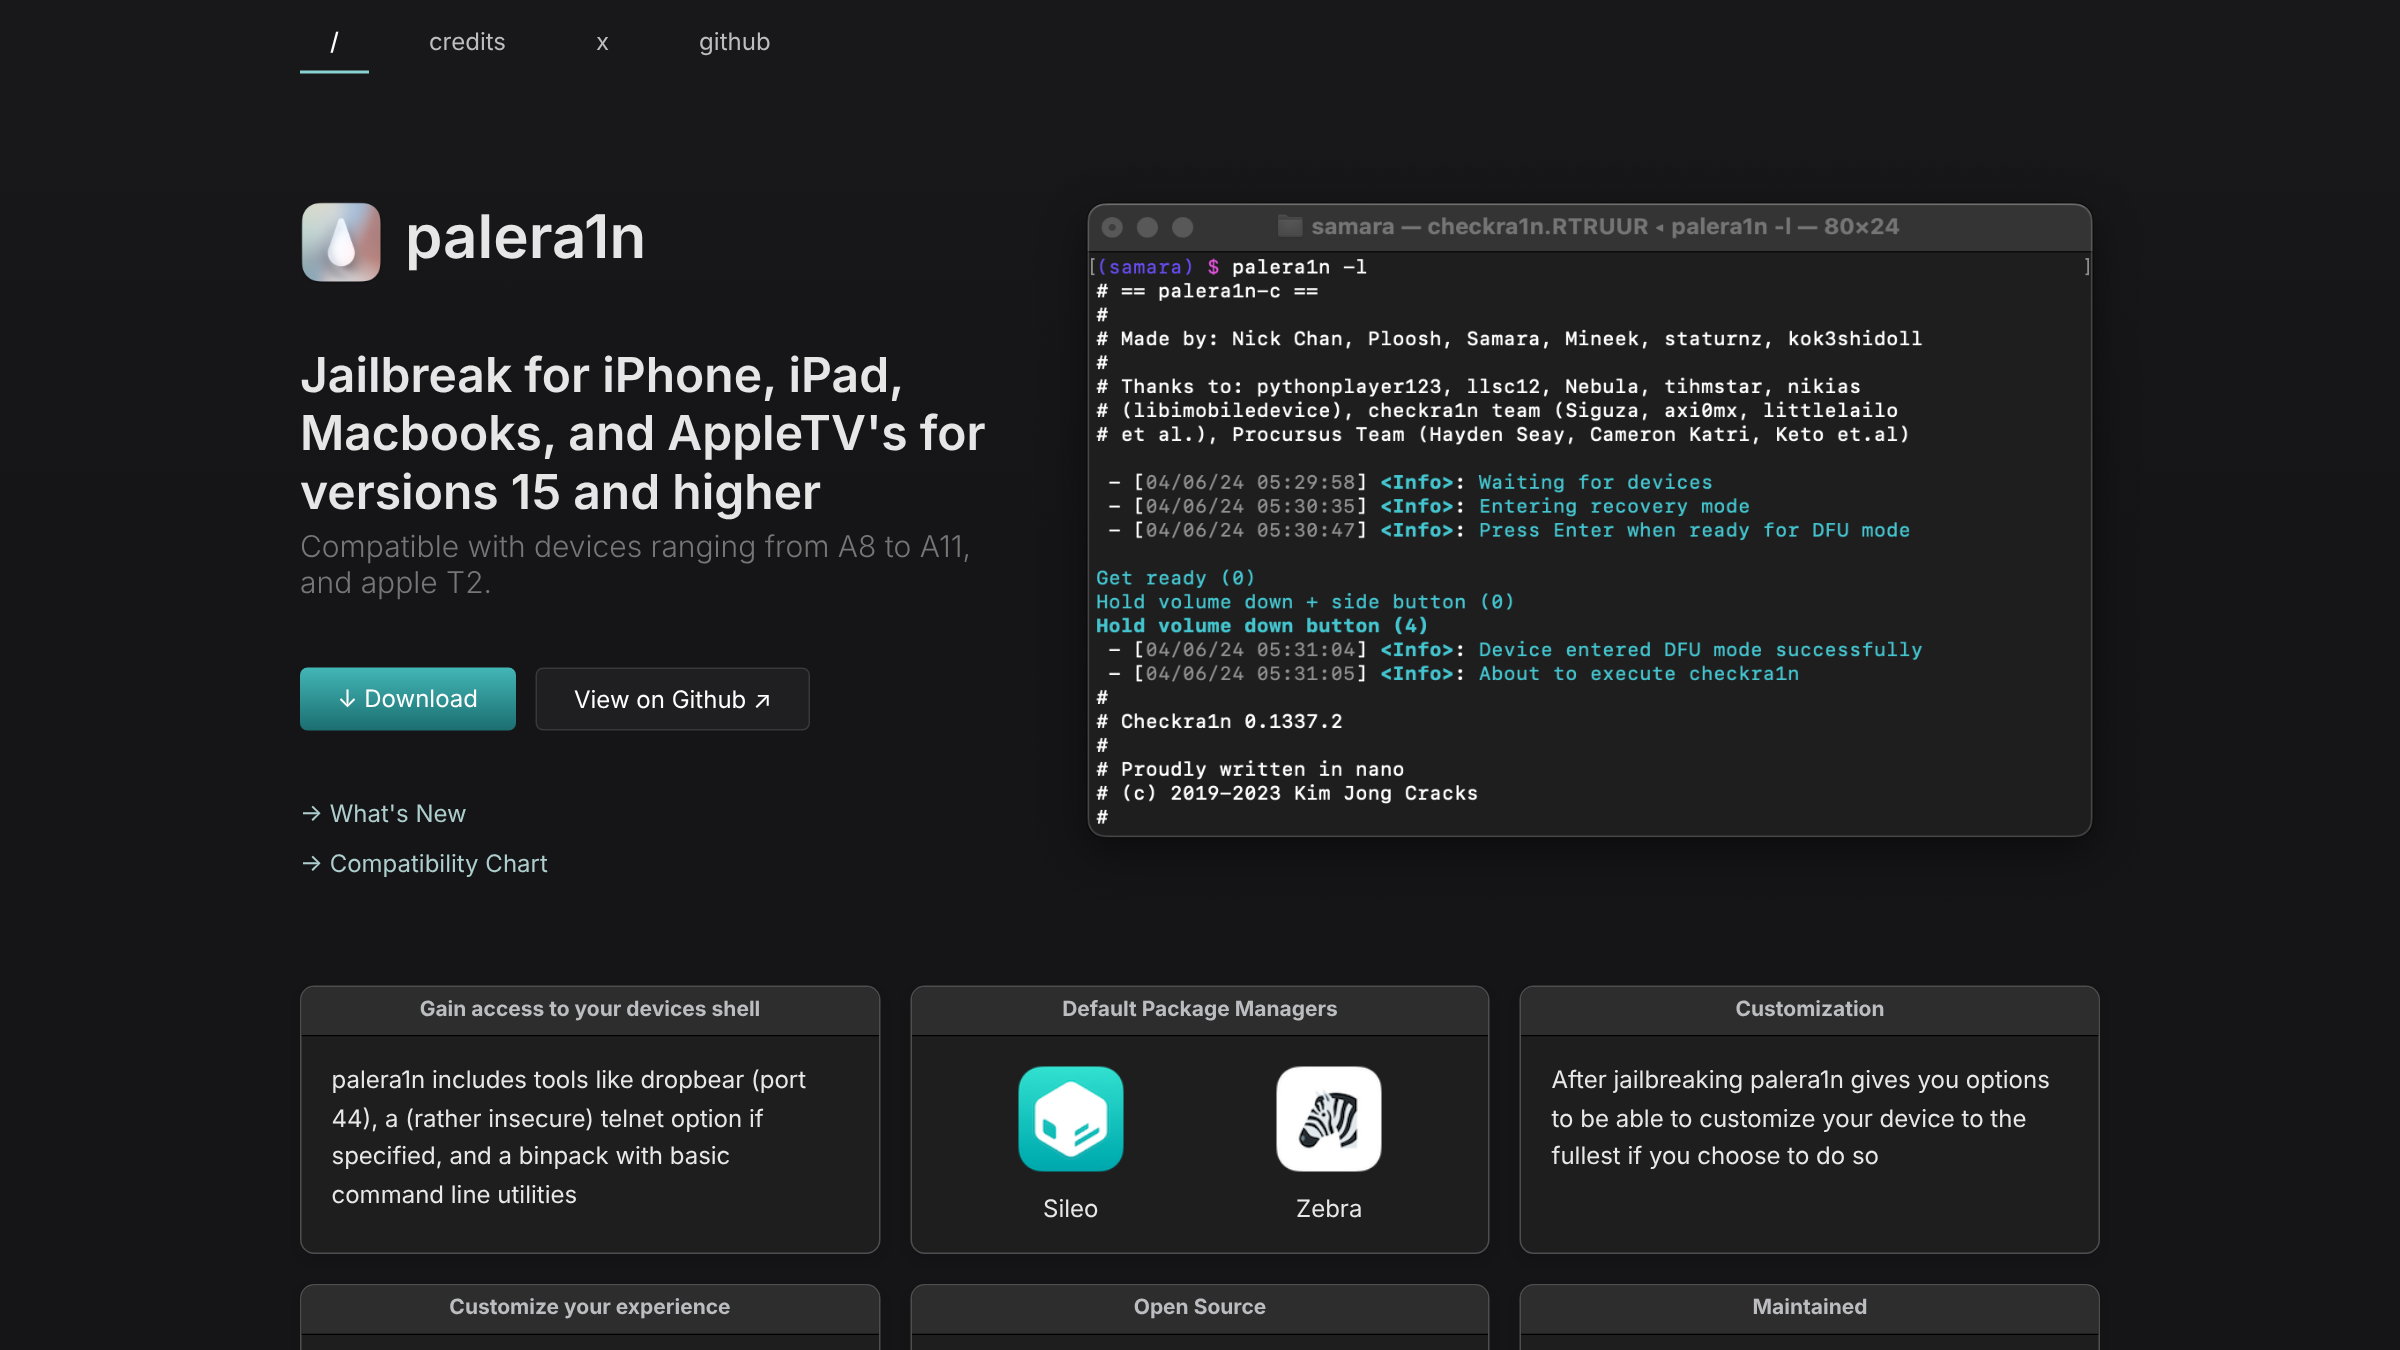 / credits x github
palera1n
Jailbreak for iPhone, iPad,
Macbooks, and AppleTV's for
versions 15 and higher
Compatible with devices ranging from A8 to A11,
and apple T2.
↓ Download
View on Github ↗
→ What's New
→ Compatibility Chart
samara — checkra1n.RTRUUR ◂ palera1n -l — 80×24
[(samara) $ palera1n -l ]
# == palera1n-c ==
#
# Made by: Nick Chan, Ploosh, Samara, Mineek, staturnz, kok3shidoll
#
# Thanks to: pythonplayer123, llsc12, Nebula, tihmstar, nikias
# (libimobiledevice), checkra1n team (Siguza, axi0mx, littlelailo
# et al.), Procursus Team (Hayden Seay, Cameron Katri, Keto et.al)
- [04/06/24 05:29:58] <Info>: Waiting for devices
- [04/06/24 05:30:35] <Info>: Entering recovery mode
- [04/06/24 05:30:47] <Info>: Press Enter when ready for DFU mode
Get ready (0)
Hold volume down + side button (0)
Hold volume down button (4)
- [04/06/24 05:31:04] <Info>: Device entered DFU mode successfully
- [04/06/24 05:31:05] <Info>: About to execute checkra1n
#
# Checkra1n 0.1337.2
#
# Proudly written in nano
# (c) 2019-2023 Kim Jong Cracks
#
Gain access to your devices shell
palera1n includes tools like dropbear (port
44), a (rather insecure) telnet option if
specified, and a binpack with basic
command line utilities
Default Package Managers
Sileo
Zebra
Customization
After jailbreaking palera1n gives you options
to be able to customize your device to the
fullest if you choose to do so
Customize your experience
Open Source
Maintained